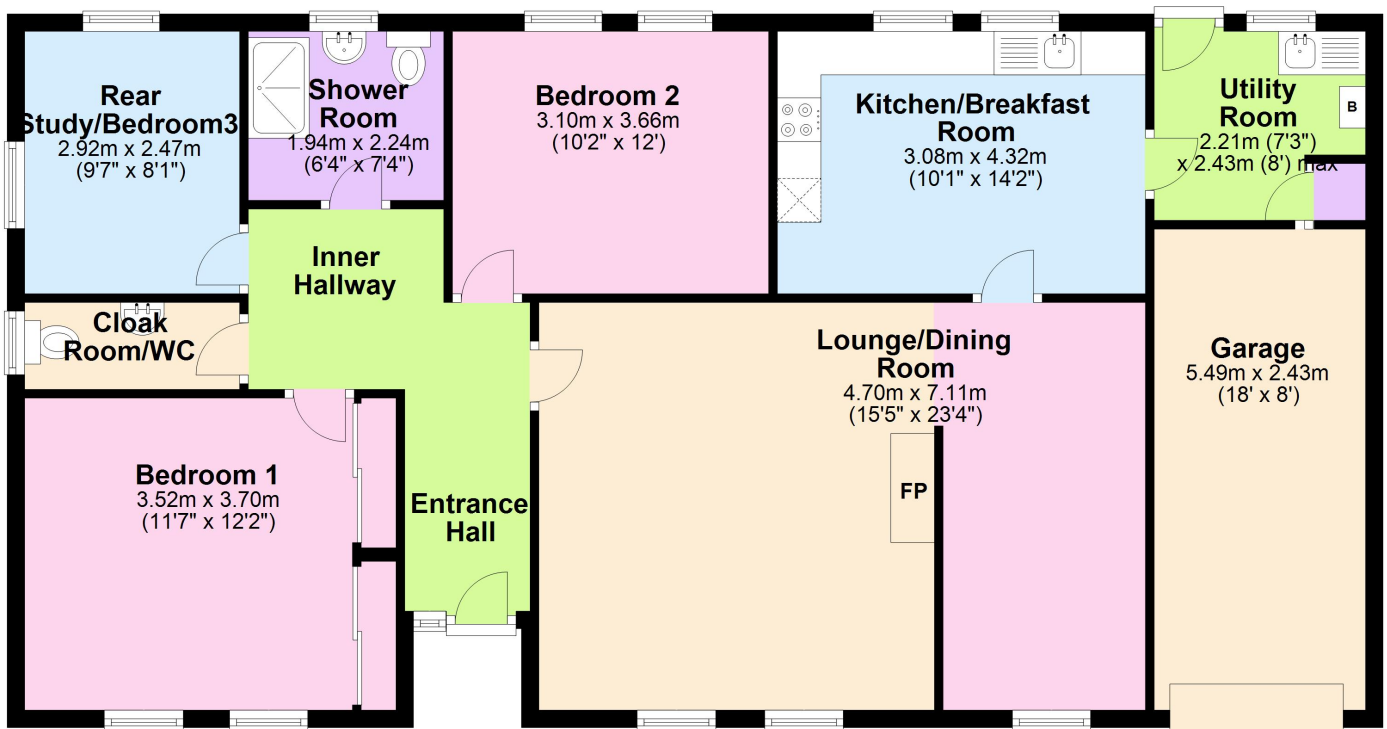 Rear
Study/Bedroom3
2.92m x 2.47m
(9'7" x 8'1")
Shower
Room
1.94m x 2.24m
(6'4" x 7'4")
Bedroom 2
3.10m x 3.66m
(10'2" x 12')
Kitchen/Breakfast
Room
3.08m x 4.32m
(10'1" x 14'2")
Utility
Room
2.21m (7'3")
x 2.43m (8') max
B
Inner
Hallway
Cloak
Room/WC
Lounge/Dining
Room
4.70m x 7.11m
(15'5" x 23'4")
Garage
5.49m x 2.43m
(18' x 8')
Bedroom 1
3.52m x 3.70m
(11'7" x 12'2")
Entrance
Hall
FP